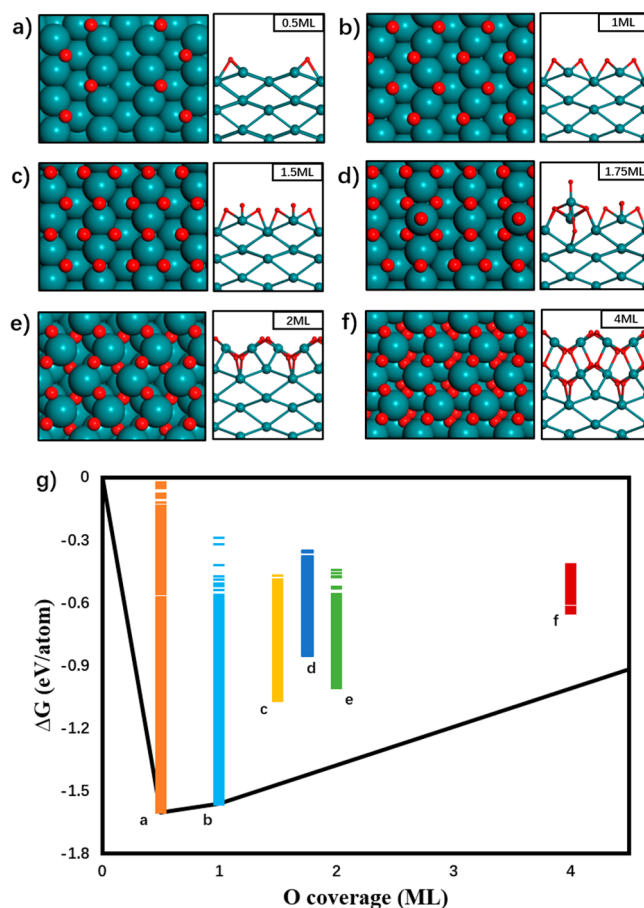 a) 0.5ML b) 1ML
c) 1.5ML d) 1.75ML
e) 2ML f) 4ML
g)
0
-0.3
-0.6
-0.9
-1.2
-1.5
-1.8
ΔG (eV/atom)
a b c d e f
0 1 2 3 4
O coverage (ML)